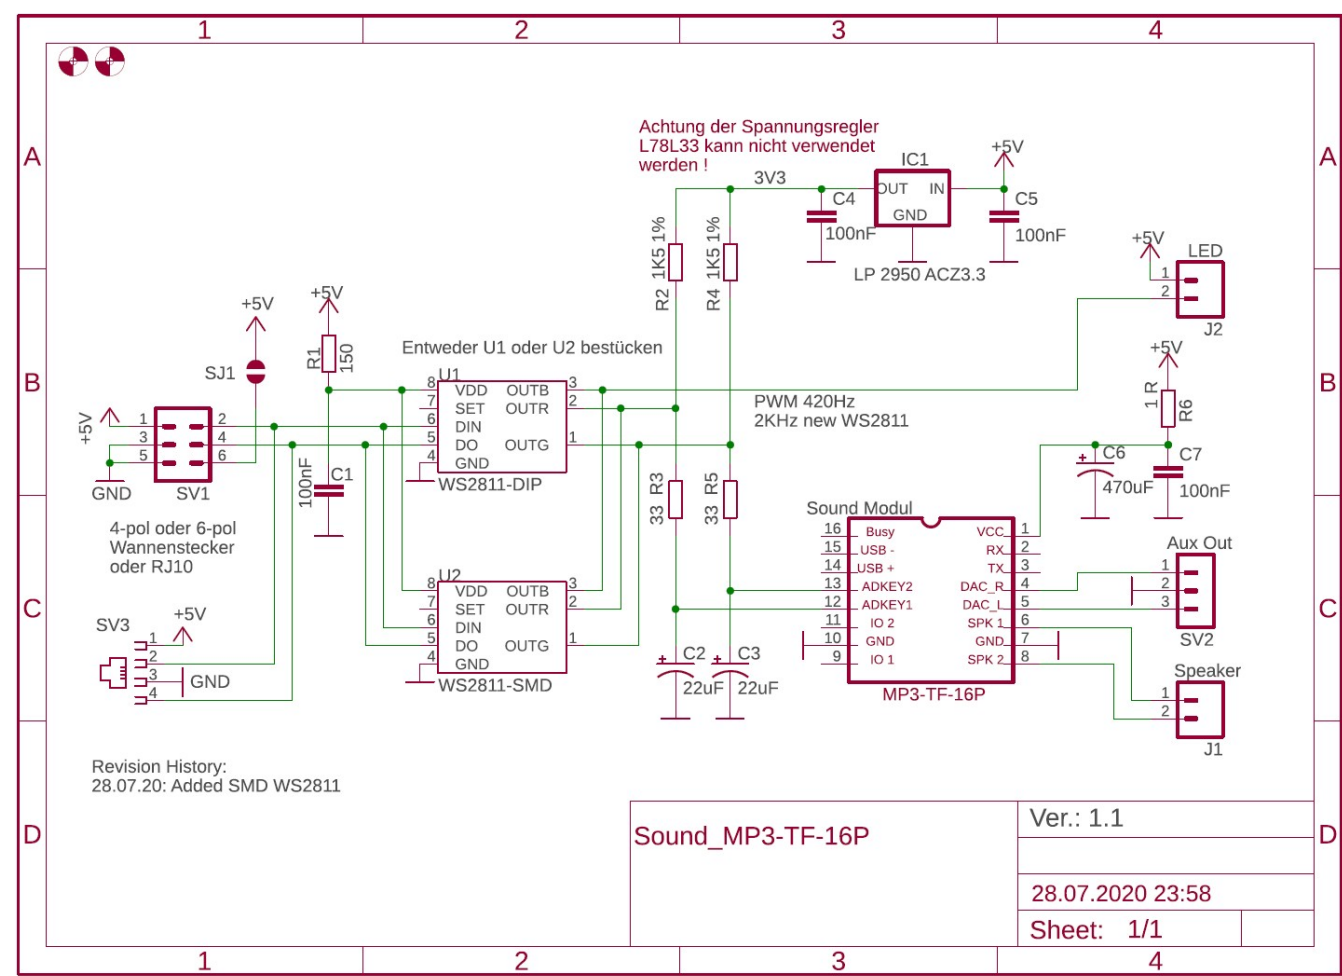 1 2 3 4
A A
Achtung der Spannungsregler
L78L33 kann nicht verwendet
werden !
3V3
OUT IN
GND
IC1
LP 2950 ACZ3.3
+5V
C4
100nF
C5
100nF
R2 1K5 1%
R4 1K5 1%
+5V
LED
1
2
J2
B B
+5V
SJ1
+5V
R1
150
Entweder U1 oder U2 bestücken
U1
8 VDD OUTB 3
7 SET OUTR 2
6 DIN
5 DO OUTG 1
4 GND
WS2811-DIP
PWM 420Hz
2KHz new WS2811
+5V
1 R
R6
+5V
1 2
3 4
5 6
GND
SV1
100nF
C1
33 R3
33 R5
C6
470uF
C7
100nF
4-pol oder 6-pol
Wannenstecker
oder RJ10
Sound Modul
16 Busy VCC 1
15 USB - RX 2
14 USB + TX 3
13 ADKEY2 DAC_R 4
12 ADKEY1 DAC_L 5
11 IO 2 SPK 1 6
10 GND GND 7
9 IO 1 SPK 2 8
MP3-TF-16P
Aux Out
1
2
3
SV2
C C
U2
8 VDD OUTB 3
7 SET OUTR 2
6 DIN
5 DO OUTG 1
4 GND
WS2811-SMD
SV3
+5V
1
2
3 GND
4
C2
22uF
C3
22uF
Speaker
1
2
J1
Revision History:
28.07.20: Added SMD WS2811
D D
Sound_MP3-TF-16P
Ver.: 1.1
28.07.2020 23:58
Sheet: 1/1
1 2 3 4